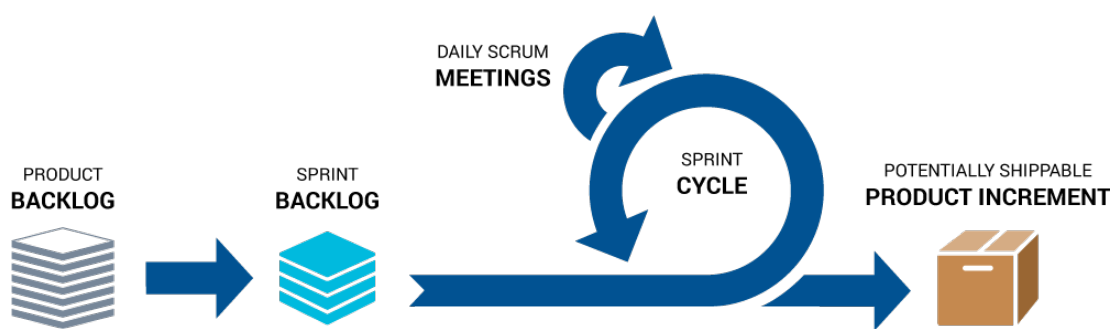 DAILY SCRUM
MEETINGS
PRODUCT
BACKLOG
SPRINT
BACKLOG
SPRINT
CYCLE
POTENTIALLY SHIPPABLE
PRODUCT INCREMENT